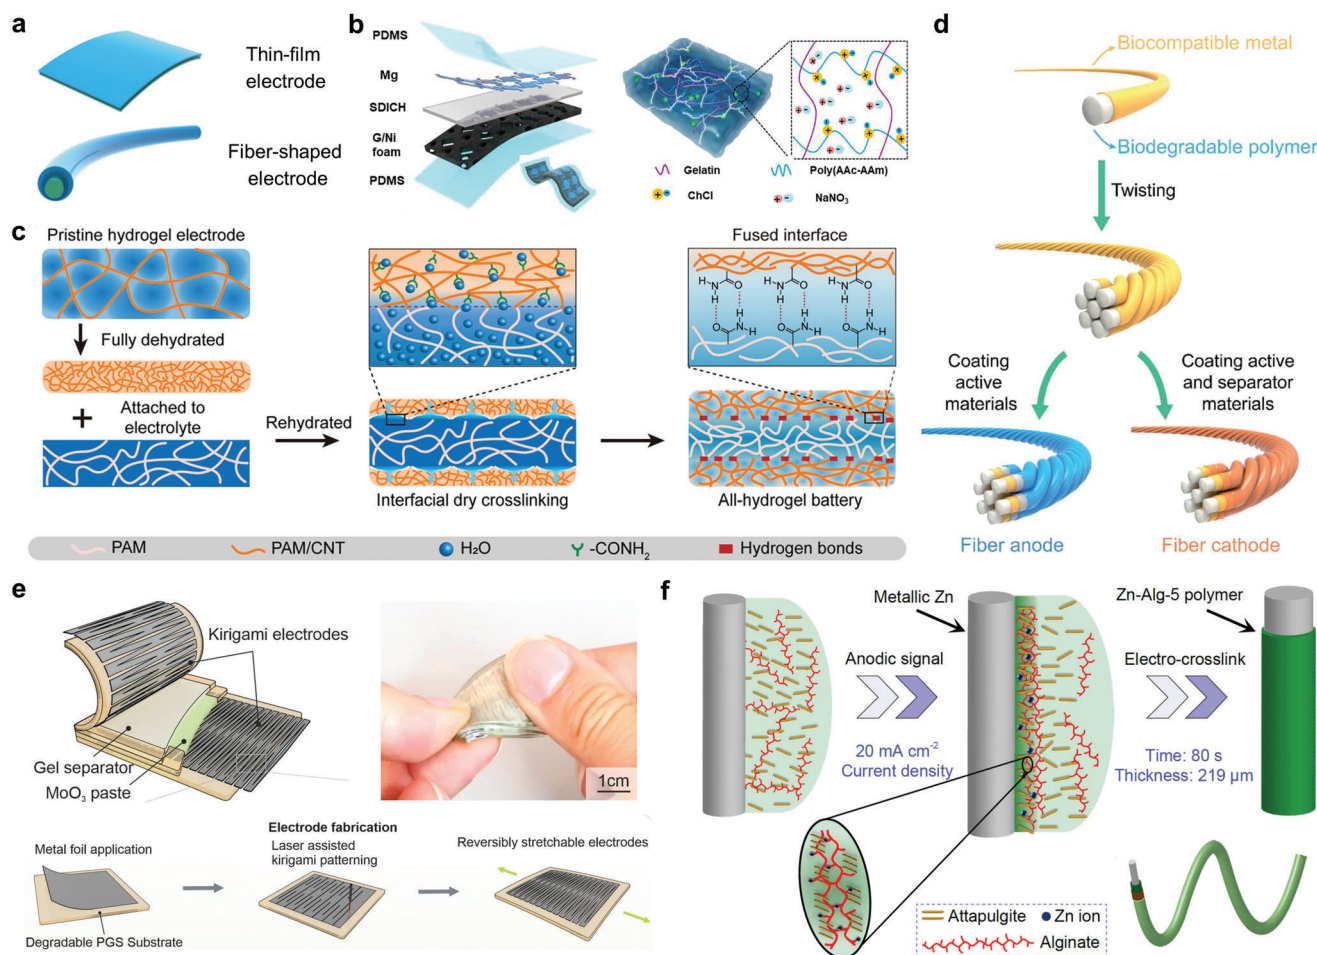 a
Thin-film
electrode
Fiber-shaped
electrode
b
PDMS
Mg
SDICH
G/Ni
foam
PDMS
Gelatin
Poly(AAc-AAm)
ChCl
NaNO₃
c
Pristine hydrogel electrode
Fully dehydrated
Attached to
electrolyte
Rehydrated
Interfacial dry crosslinking
Fused interface
All-hydrogel battery
PAM
PAM/CNT
H₂O
-CONH₂
Hydrogen bonds
d
Biocompatible metal
Biodegradable polymer
Twisting
Coating
active
materials
Coating active
and separator
materials
Fiber anode
Fiber cathode
e
Kirigami electrodes
Gel separator
MoO₃ paste
1cm
Metal foil application
Degradable PGS Substrate
Electrode fabrication
Laser assisted
kirigami patterning
Reversibly stretchable electrodes
f
Anodic signal
20 mA cm⁻²
Current density
Metallic Zn
Zn-Alg-5 polymer
Electro-crosslink
Time: 80 s
Thickness: 219 μm
Attapulgite
Zn ion
Alginate